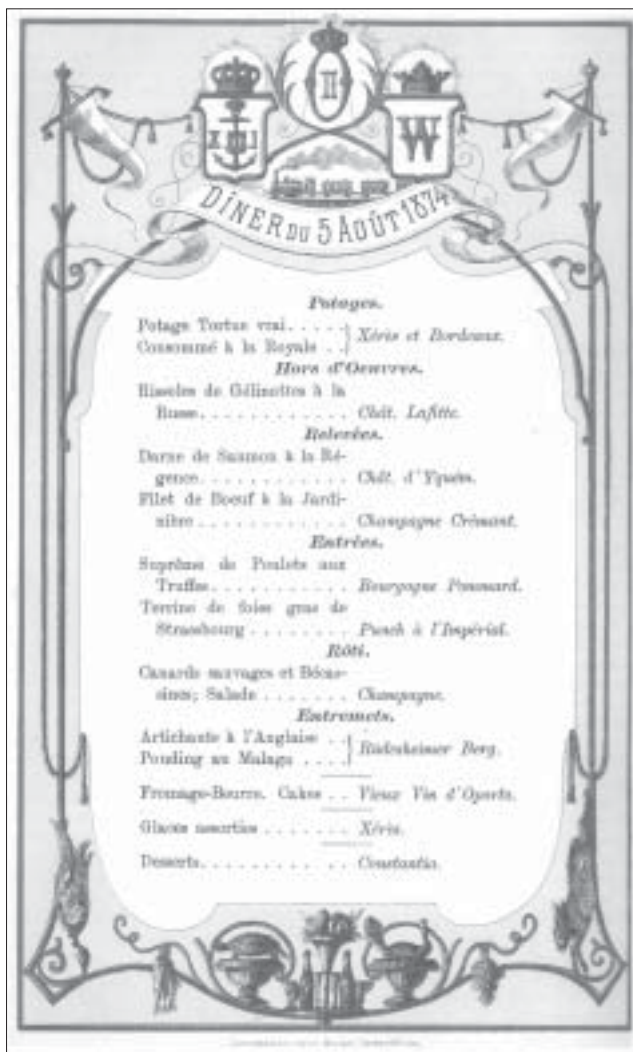 II
X I
W
DÎNER DU 5 AOÛT 1874
Potages.
Potage Tortue vrai. . . . .
Consommé à la Royale . . Xérès et Bordeaux.
Hors d'Oeuvres.
Rissoles de Gélinottes à la
Russe. . . . . . . . . . . . Chât. Lafitte.
Relevées.
Darne de Saumon à la Ré-
gence. . . . . . . . . . . . Chât. d'Yquèm.
Filet de Boeuf à la Jardi-
nière . . . . . . . . . . . . Champagne Crémant.
Entrées.
Suprême de Poulets aux
Truffes. . . . . . . . . . . Bourgogne Pommard.
Terrine de foies gras de
Strasbourg . . . . . . . . Punch à l'Impérial.
Rôti.
Canards sauvages et Bécas-
sines; Salade . . . . . . Champagne.
Entremets.
Artichauts à l'Anglaise . .
Pouding au Malaga . . . . Rüdesheimer Berg.
Fromage-Beurre. Cakes . . Vieux Vin d'Oporto.
Glaces assorties . . . . . . . Xérès.
Desserts. . . . . . . . . . . . Constantia.